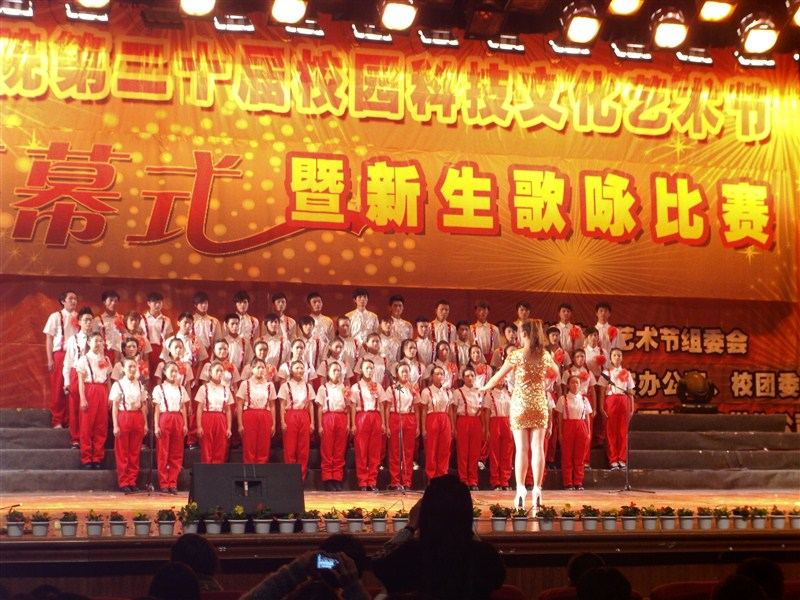 院第二十届校园科技文化艺术节
幕式 暨新生歌咏比赛
艺术节组委会
办公室、校团委